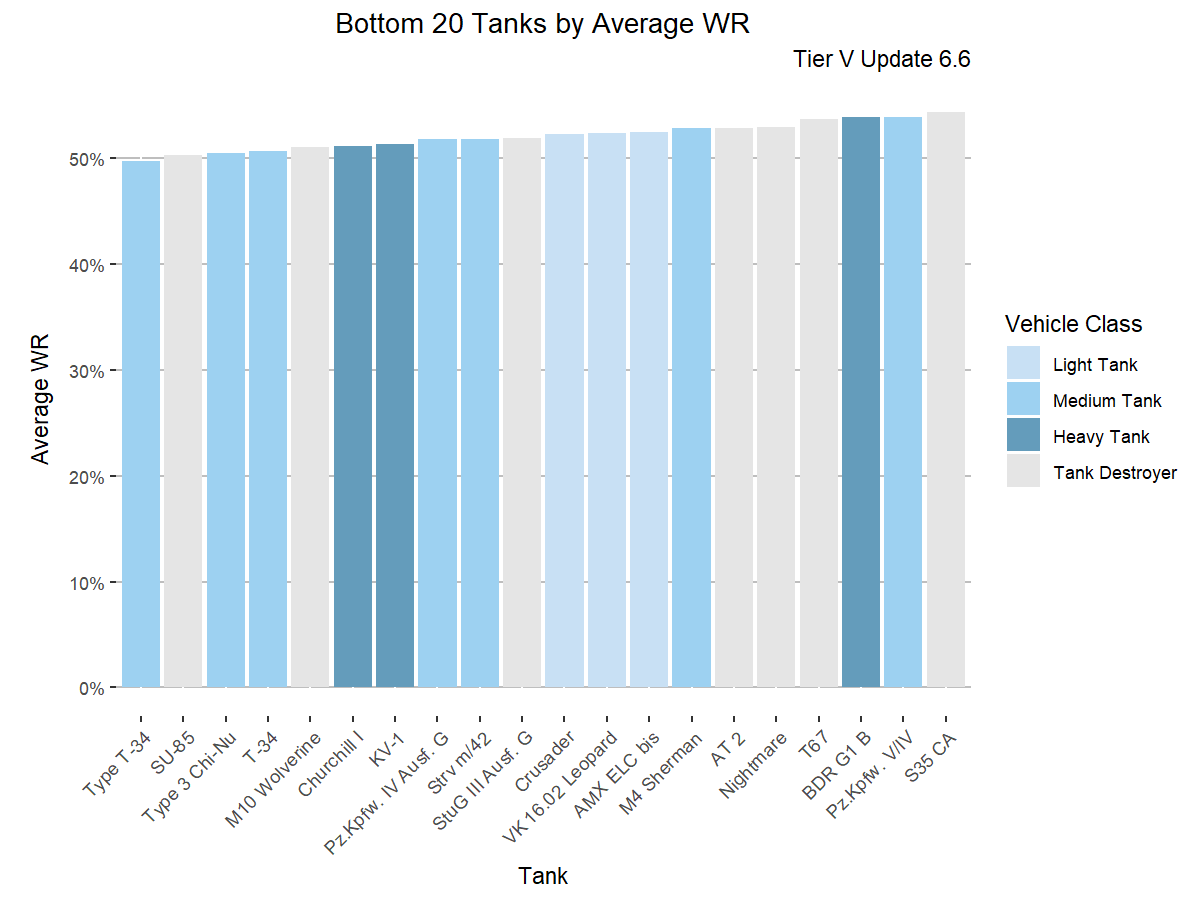 Bottom 20 Tanks by Average WR
Tier V Update 6.6
Average WR
50%
40%
30%
20%
10%
0%
Type T-34
SU-85
Type 3 Chi-Nu
T-34
M10 Wolverine
Churchill I
KV-1
Pz.Kpfw. IV Ausf. G
Strv m/42
StuG III Ausf. G
Crusader
VK 16.02 Leopard
AMX ELC bis
M4 Sherman
AT 2
Nightmare
T67
BDR G1 B
Pz.Kpfw. V/IV
S35 CA
Tank
Vehicle Class
Light Tank
Medium Tank
Heavy Tank
Tank Destroyer